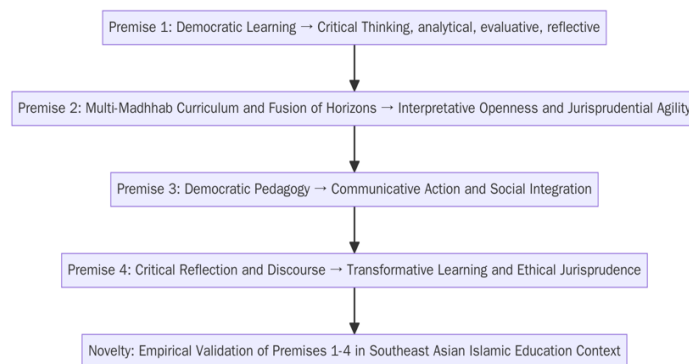 Premise 1: Democratic Learning → Critical Thinking, analytical, evaluative, reflective
Premise 2: Multi-Madhhab Curriculum and Fusion of Horizons → Interpretative Openness and Jurisprudential Agility
Premise 3: Democratic Pedagogy → Communicative Action and Social Integration
Premise 4: Critical Reflection and Discourse → Transformative Learning and Ethical Jurisprudence
Novelty: Empirical Validation of Premises 1-4 in Southeast Asian Islamic Education Context